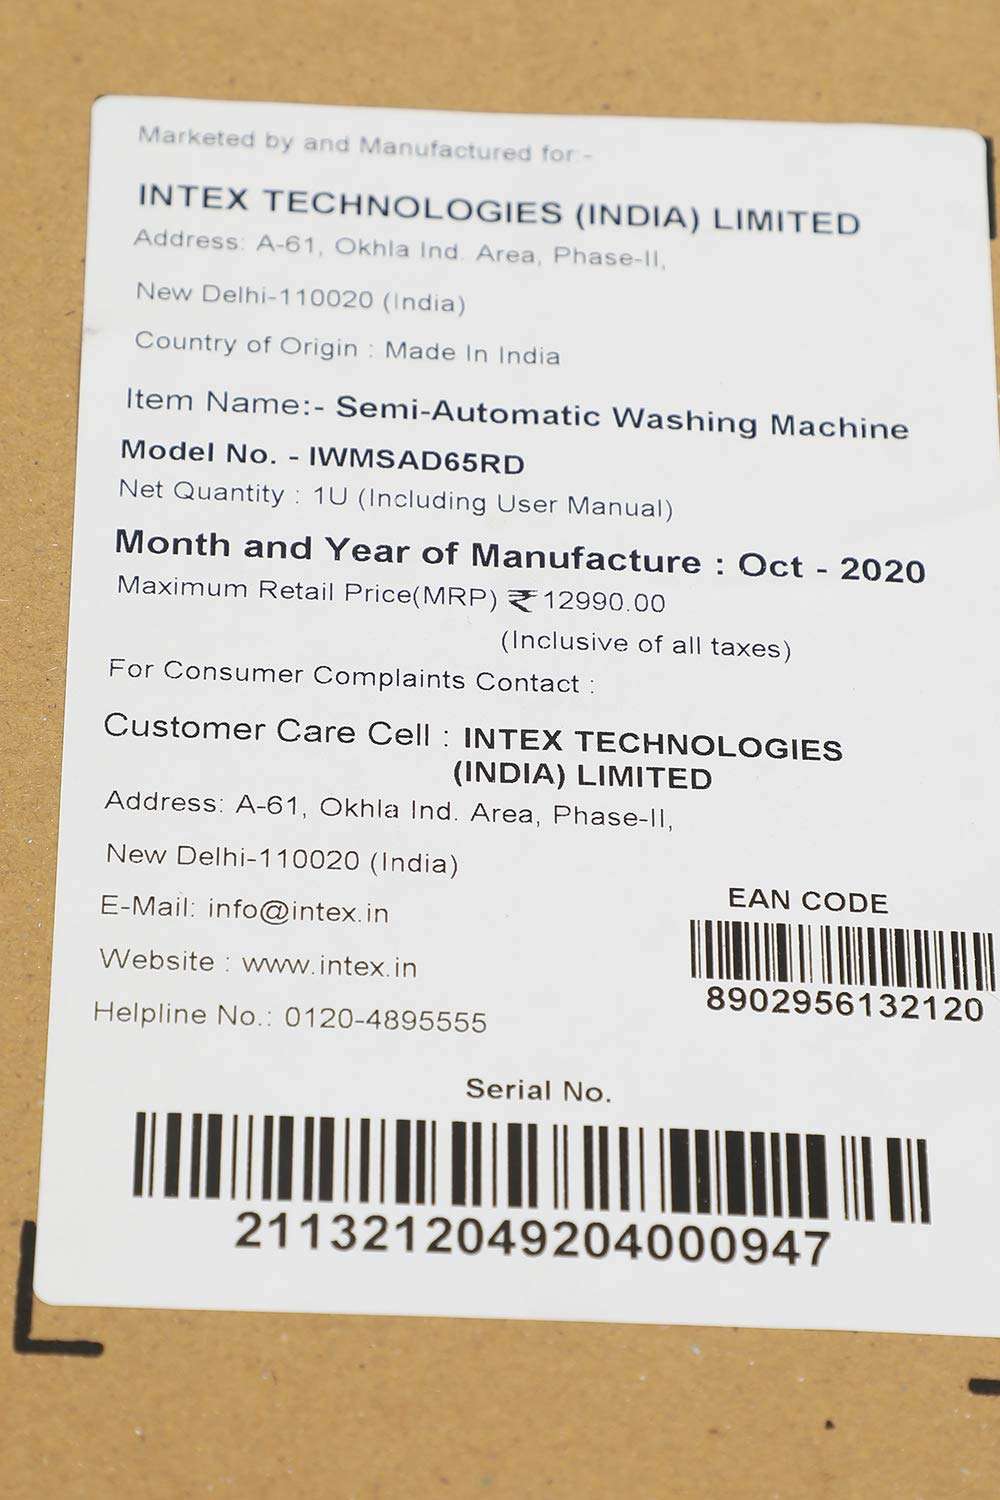 Marketed by and Manufactured for:-
INTEX TECHNOLOGIES (INDIA) LIMITED
Address: A-61, Okhla Ind. Area, Phase-II,
New Delhi-110020 (India)
Country of Origin : Made In India
Item Name:- Semi-Automatic Washing Machine
Model No. - IWMSAD65RD
Net Quantity : 1U (Including User Manual)
Month and Year of Manufacture : Oct - 2020
Maximum Retail Price(MRP) ₹12990.00
(Inclusive of all taxes)
For Consumer Complaints Contact :
Customer Care Cell : INTEX TECHNOLOGIES
(INDIA) LIMITED
Address: A-61, Okhla Ind. Area, Phase-II,
New Delhi-110020 (India)
E-Mail: info@intex.in
Website : www.intex.in
Helpline No.: 0120-4895555
EAN CODE
8902956132120
Serial No.
2113212049204000947